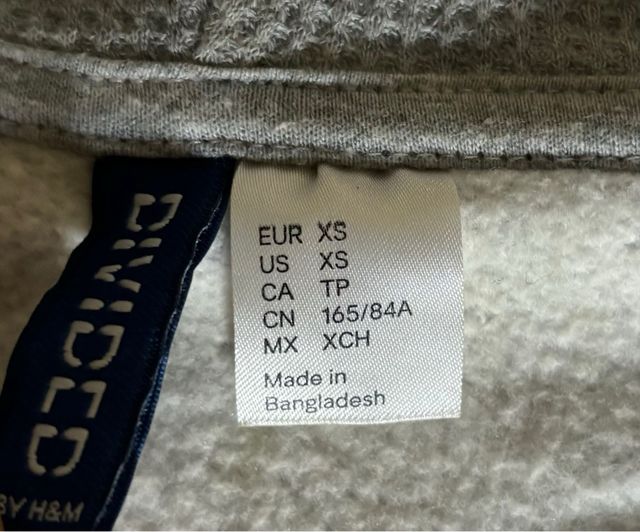 DIVIDED
BY H&M
EUR XS
US XS
CA TP
CN 165/84A
MX XCH
Made in
Bangladesh